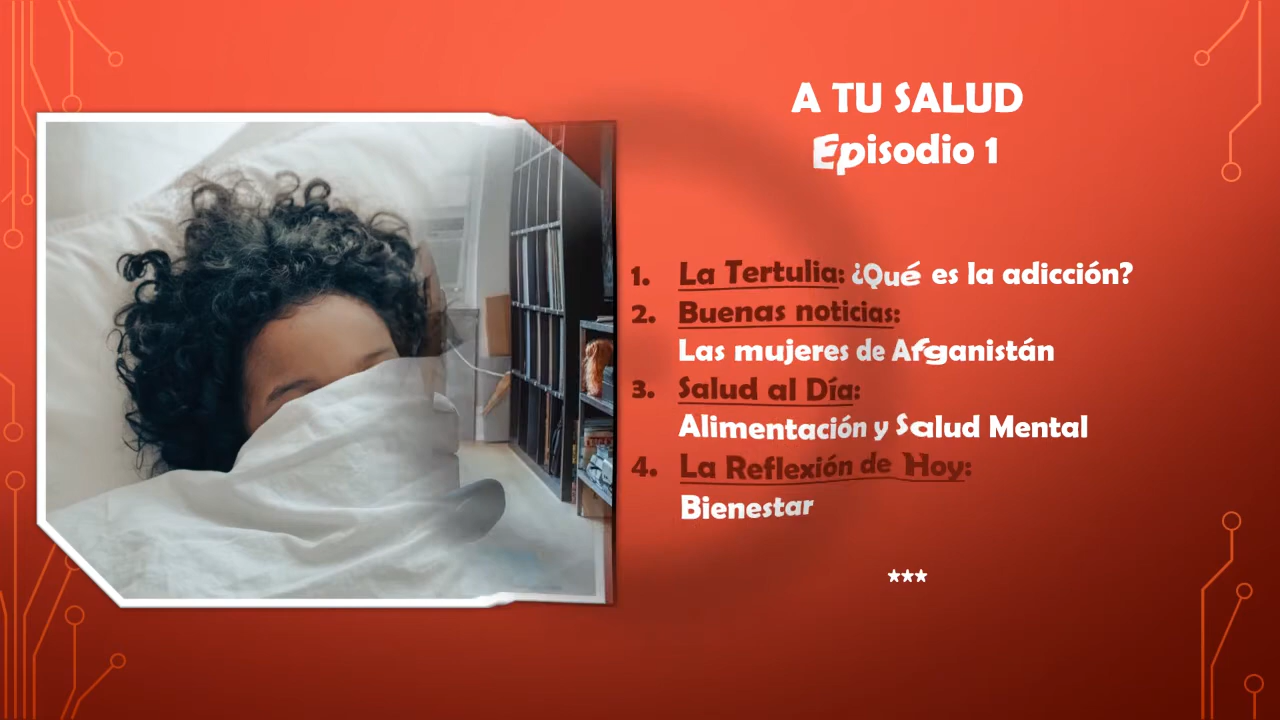 A TU SALUD
Episodio 1
1. La Tertulia: ¿Qué es la adicción?
2. Buenas noticias:
Las mujeres de Afganistán
3. Salud al Día:
Alimentación y Salud Mental
4. La Reflexión de Hoy:
Bienestar
***